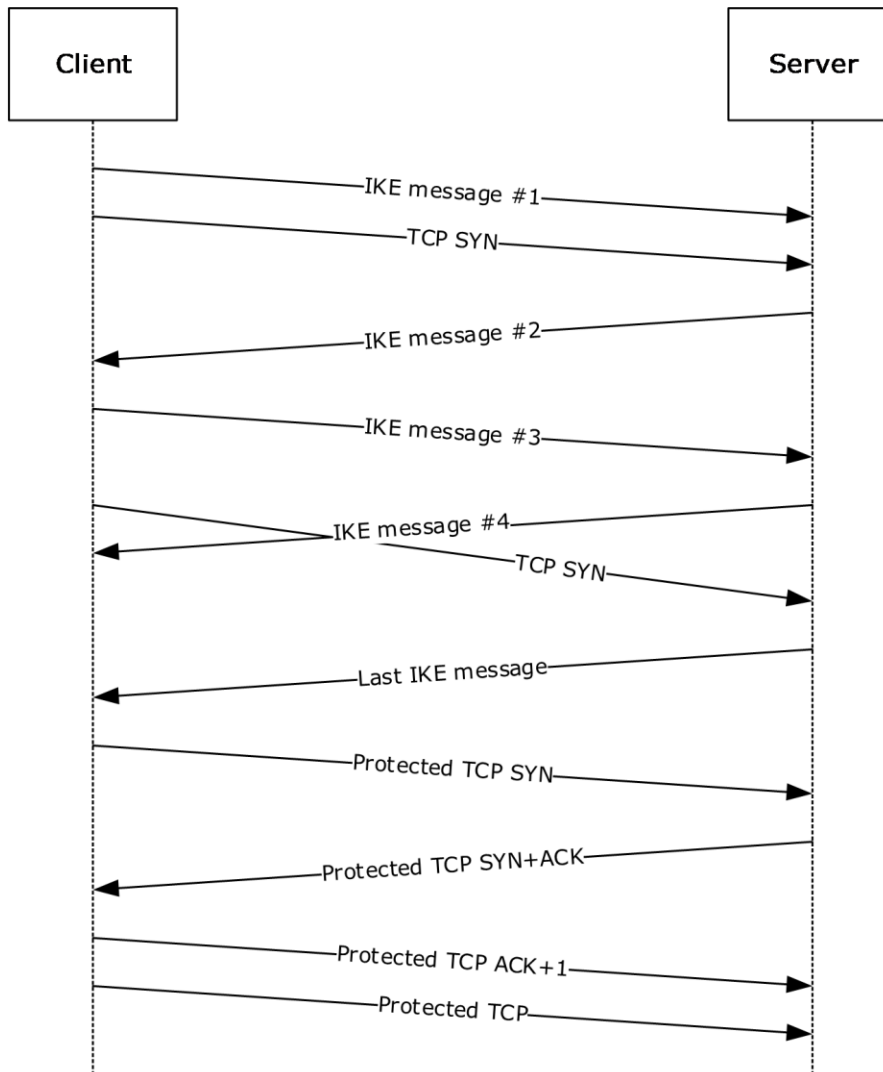 Client
Server
IKE message #1
TCP SYN
IKE message #2
IKE message #3
IKE message #4
TCP SYN
Last IKE message
Protected TCP SYN
Protected TCP SYN+ACK
Protected TCP ACK+1
Protected TCP